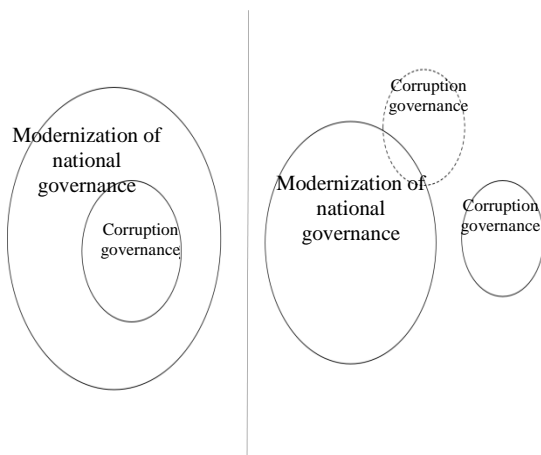 Modernization of
national
governance
Corruption
governance
Corruption
governance
Modernization of
national
governance
Corruption
governance